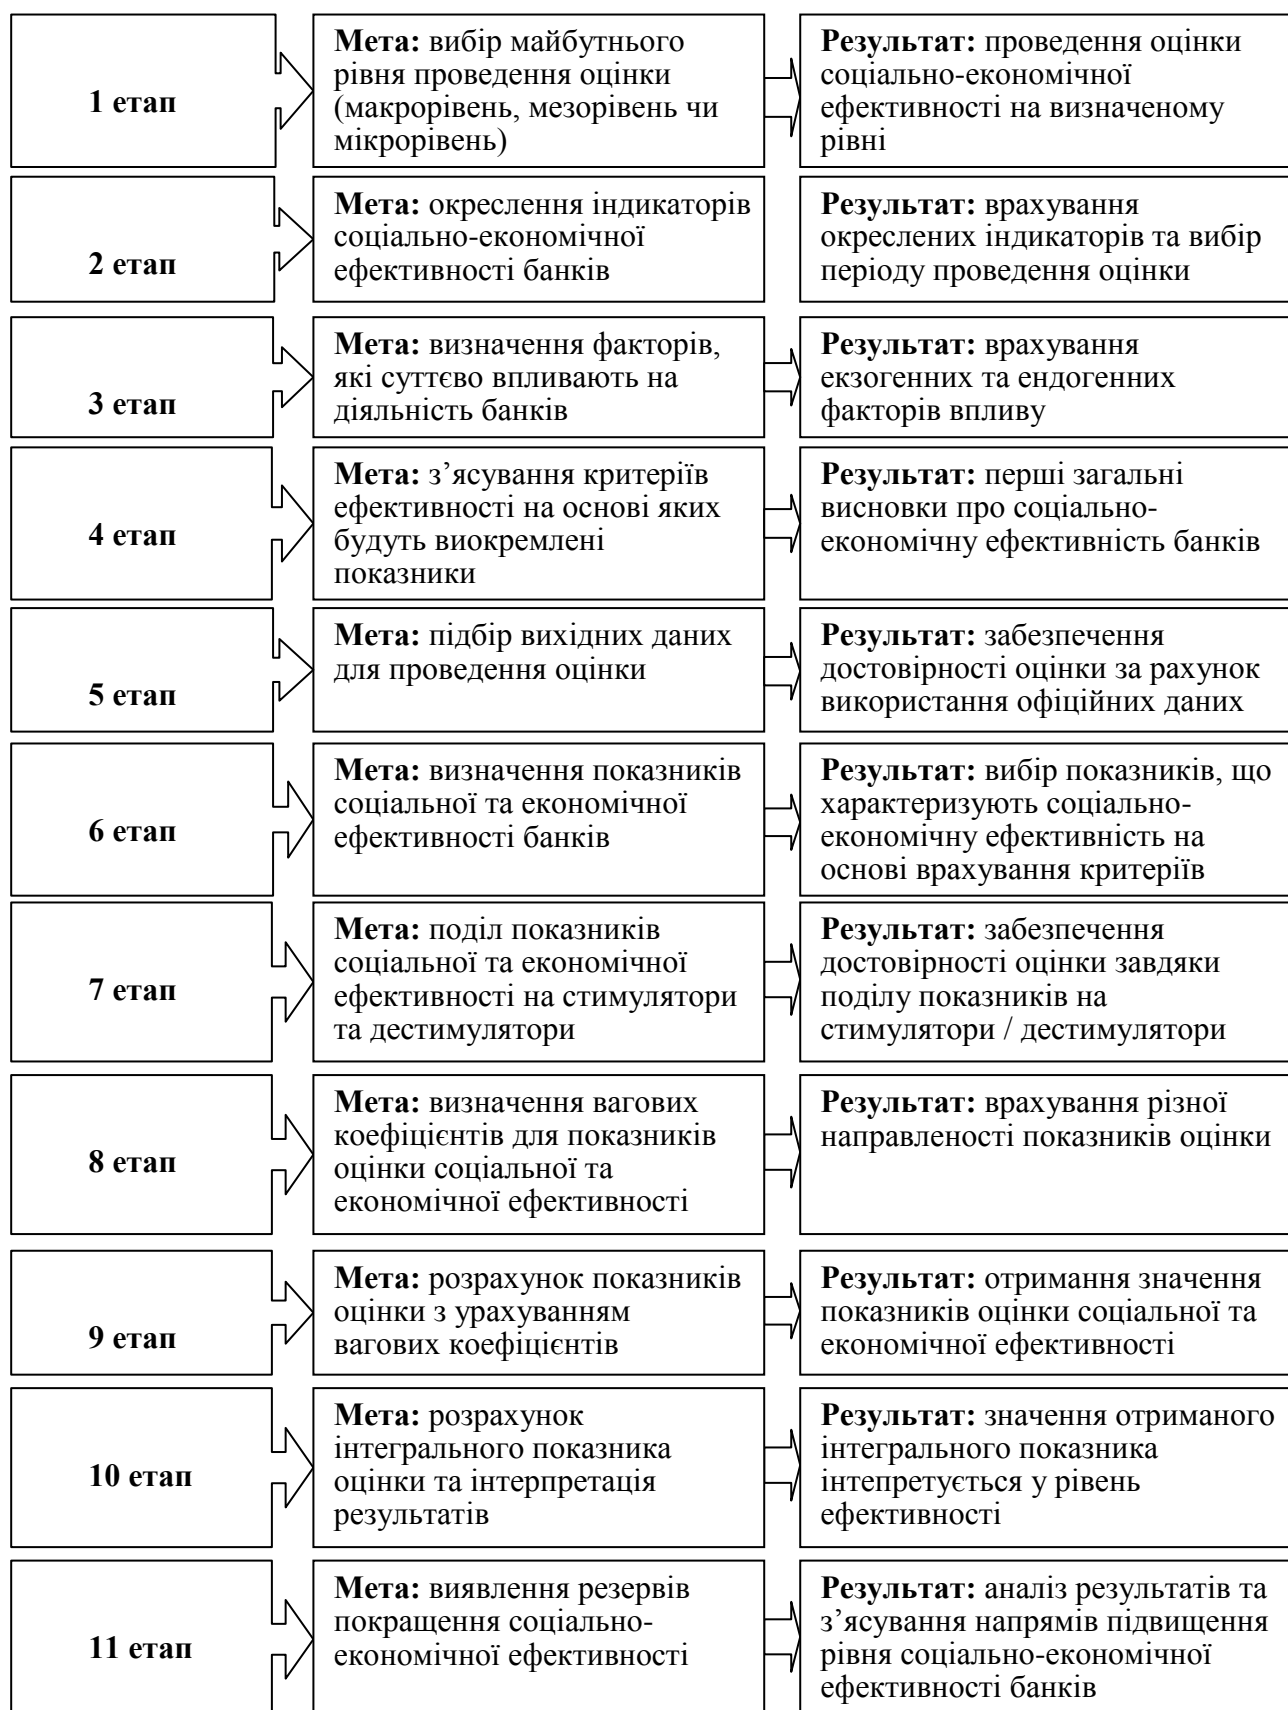 1 етап
Мета: вибір майбутнього
рівня проведення оцінки
(макрорівень, мезорівень чи
мікрорівень)
Результат: проведення оцінки
соціально-економічної
ефективності на визначеному
рівні
2 етап
Мета: окреслення індикаторів
соціально-економічної
ефективності банків
Результат: врахування
окреслених індикаторів та вибір
періоду проведення оцінки
3 етап
Мета: визначення факторів,
які суттєво впливають на
діяльність банків
Результат: врахування
екзогенних та ендогенних
факторів впливу
4 етап
Мета: з’ясування критеріїв
ефективності на основі яких
будуть виокремлені
показники
Результат: перші загальні
висновки про соціально-
економічну ефективність банків
5 етап
Мета: підбір вихідних даних
для проведення оцінки
Результат: забезпечення
достовірності оцінки за рахунок
використання офіційних даних
6 етап
Мета: визначення показників
соціальної та економічної
ефективності банків
Результат: вибір показників, що
характеризують соціально-
економічну ефективність на
основі врахування критеріїв
7 етап
Мета: поділ показників
соціальної та економічної
ефективності на стимулятори
та дестимулятори
Результат: забезпечення
достовірності оцінки завдяки
поділу показників на
стимулятори / дестимулятори
8 етап
Мета: визначення вагових
коефіцієнтів для показників
оцінки соціальної та
економічної ефективності
Результат: врахування різної
направленості показників оцінки
9 етап
Мета: розрахунок показників
оцінки з урахуванням
вагових коефіцієнтів
Результат: отримання значення
показників оцінки соціальної та
економічної ефективності
10 етап
Мета: розрахунок
інтегрального показника
оцінки та інтерпретація
результатів
Результат: значення отриманого
інтегрального показника
інтепретується у рівень
ефективності
11 етап
Мета: виявлення резервів
покращення соціально-
економічної ефективності
Результат: аналіз результатів та
з’ясування напрямів підвищення
рівня соціально-економічної
ефективності банків